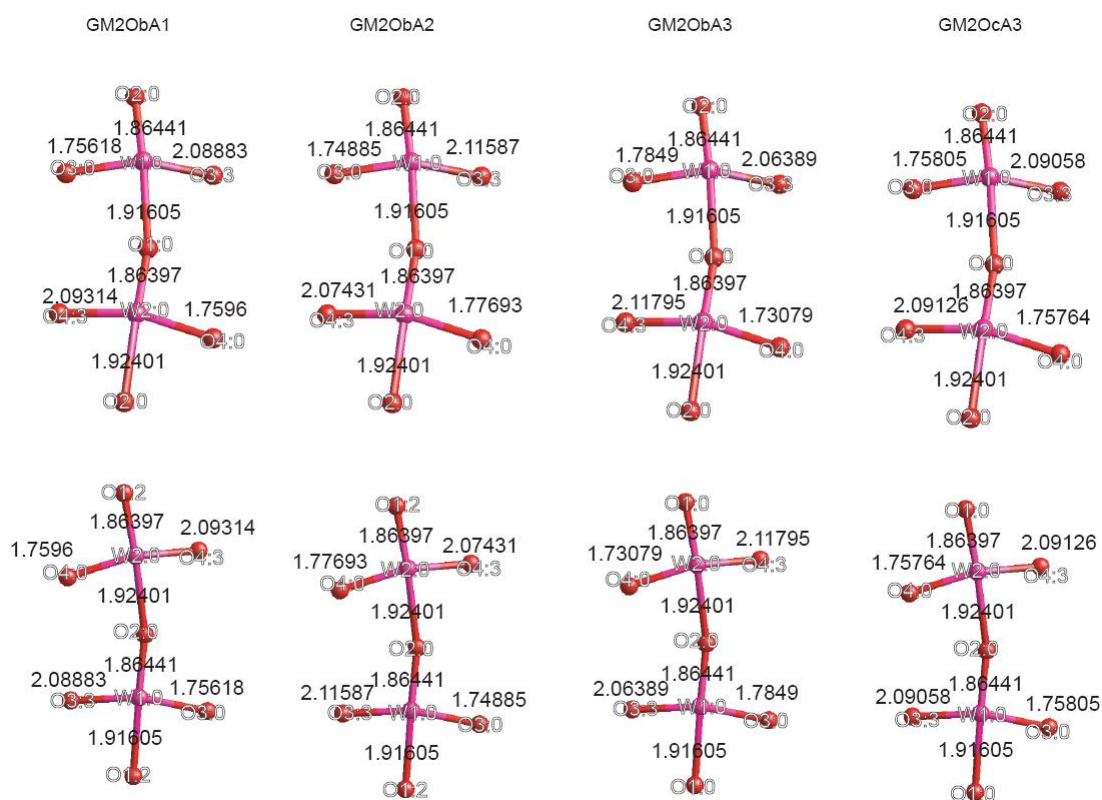 GM2ObA1 GM2ObA2 GM2ObA3 GM2OcA3
O2:0 O2:0 O2:0 O2:0
1.86441 1.86441 1.86441 1.86441
1.75618 2.08883 1.74885 2.11587 1.7849 2.06389 1.75805 2.09058
O3:0 W1:0 O3:3 O3:0 W1:0 O3:3 O3:0 W1:0 O3:3 O3:0 W1:0 O3:3
1.91605 1.91605 1.91605 1.91605
O1:0 O1:0 O1:0 O1:0
1.86397 1.86397 1.86397 1.86397
2.09314 1.7596 2.07431 1.77693 2.11795 1.73079 2.09126 1.75764
O4:3 W2:0 O4:0 O4:3 W2:0 O4:0 O4:3 W2:0 O4:0 O4:3 W2:0 O4:0
1.92401 1.92401 1.92401 1.92401
O2:0 O2:0 O2:0 O2:0
O1:2 O1:2 O1:0 O1:0
1.86397 1.86397 1.86397 1.86397
1.7596 2.09314 1.77693 2.07431 1.73079 2.11795 1.75764 2.09126
O4:0 W2:0 O4:3 O4:0 W2:0 O4:3 O4:0 W2:0 O4:3 O4:0 W2:0 O4:3
1.92401 1.92401 1.92401 1.92401
O2:0 O2:0 O2:0 O2:0
1.86441 1.86441 1.86441 1.86441
2.08883 1.75618 2.11587 1.74885 2.06389 1.7849 2.09058 1.75805
O3:3 W1:0 O3:0 O3:3 W1:0 O3:0 O3:3 W1:0 O3:0 O3:3 W1:0 O3:0
1.91605 1.91605 1.91605 1.91605
O1:2 O1:2 O1:0 O1:0